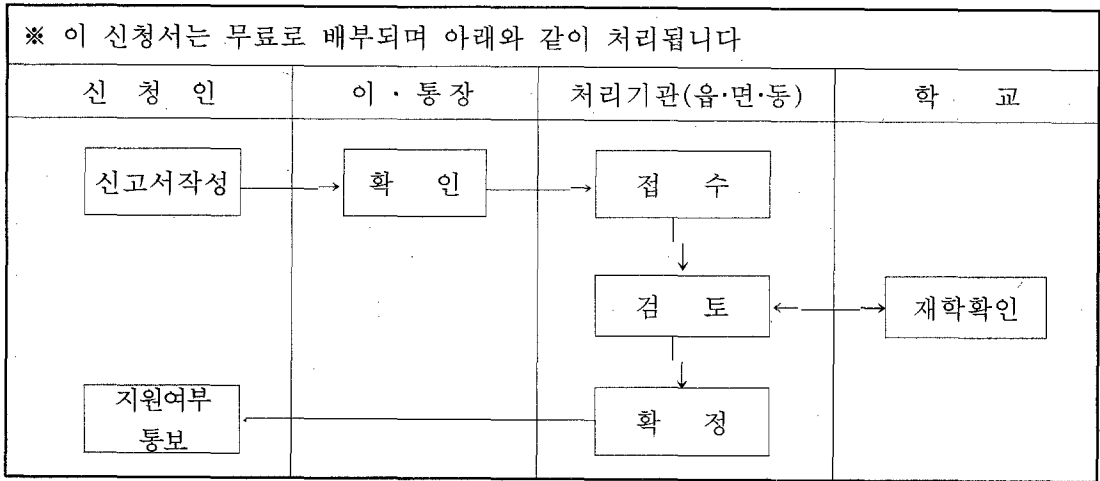 ※ 이 신청서는 무료로 배부되며 아래와 같이 처리됩니다
신 청 인 이·통장 처리기관(읍·면·동) 학 교
신고서작성 → 확 인 → 접 수
↓
검 토 ← → 재학확인
↓
지원여부
통보
← 확 정